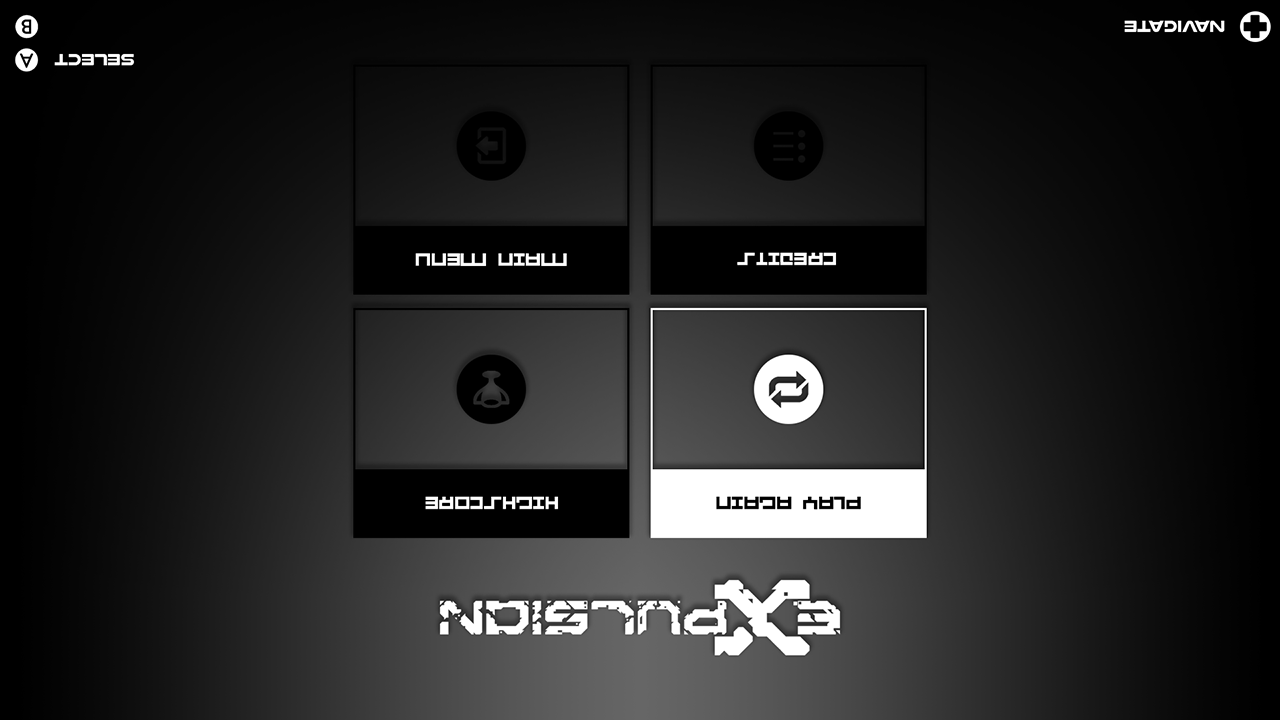 EXPULSION
PLAY AGAIN
HIGHSCORE
CREDITS
MAIN MENU
NAVIGATE
SELECT
A
B